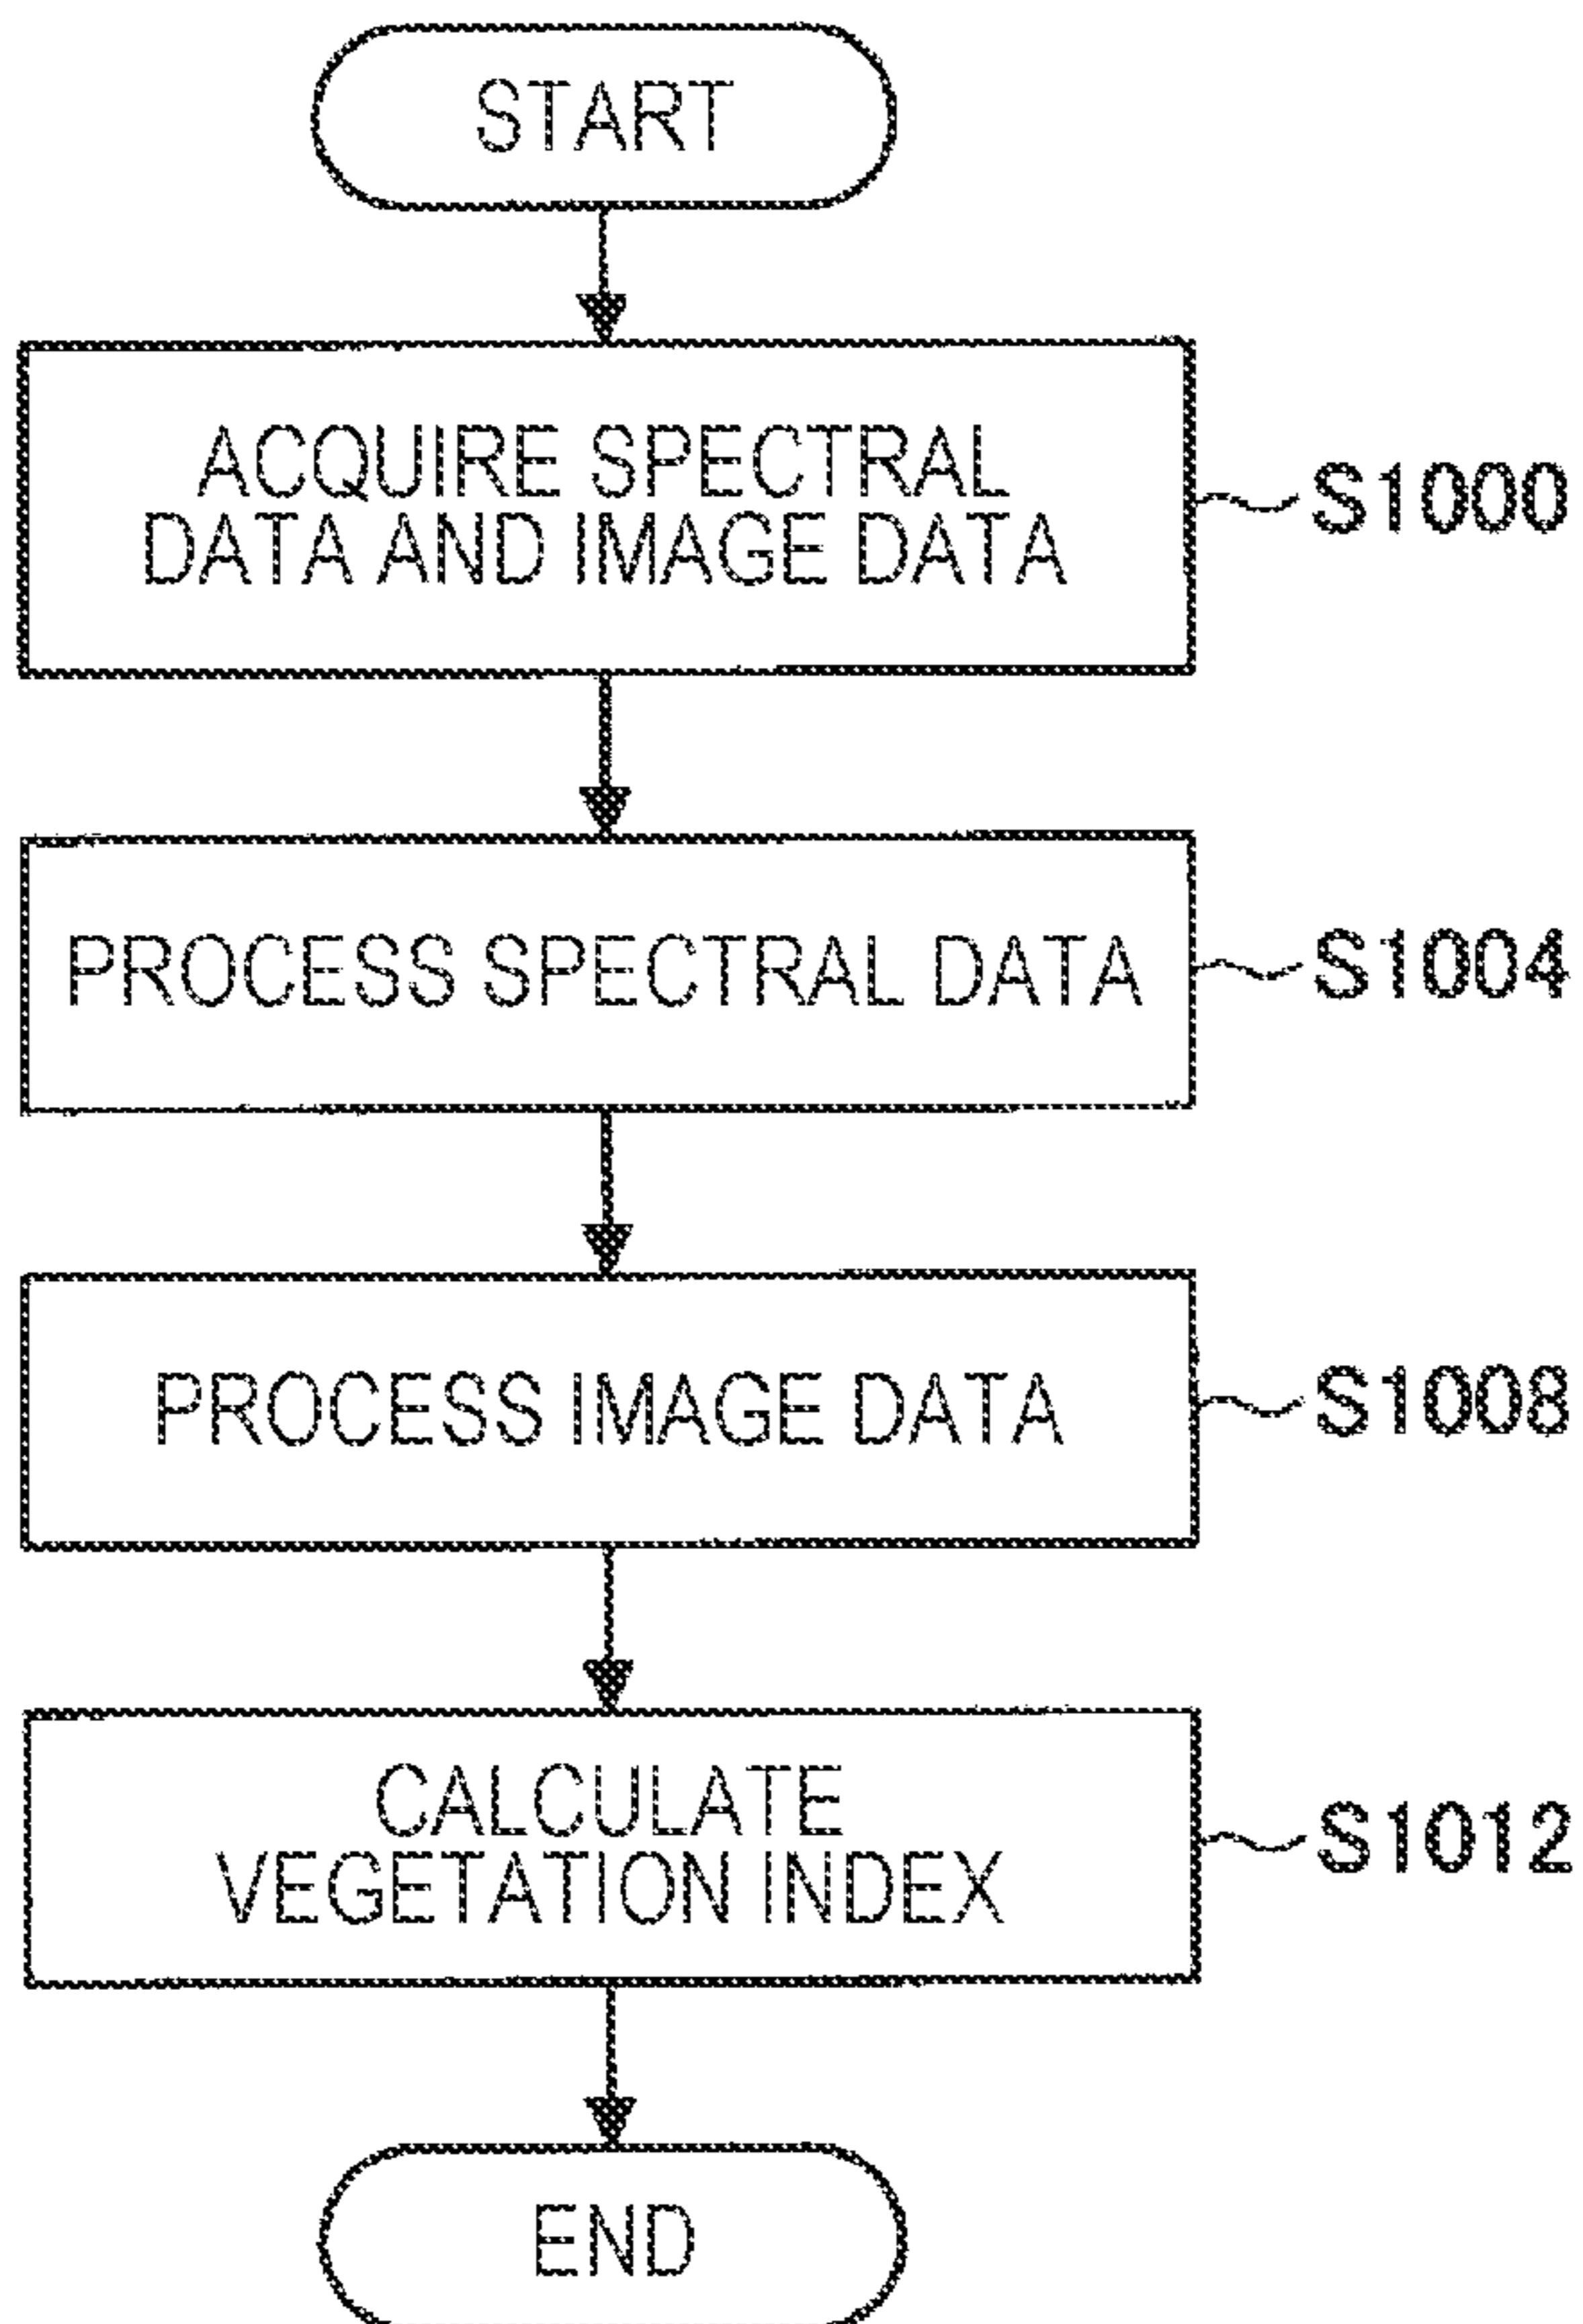 START
ACQUIRE SPECTRAL
DATA AND IMAGE DATA
S1000
PROCESS SPECTRAL DATA
S1004
PROCESS IMAGE DATA
S1008
CALCULATE
VEGETATION INDEX
S1012
END